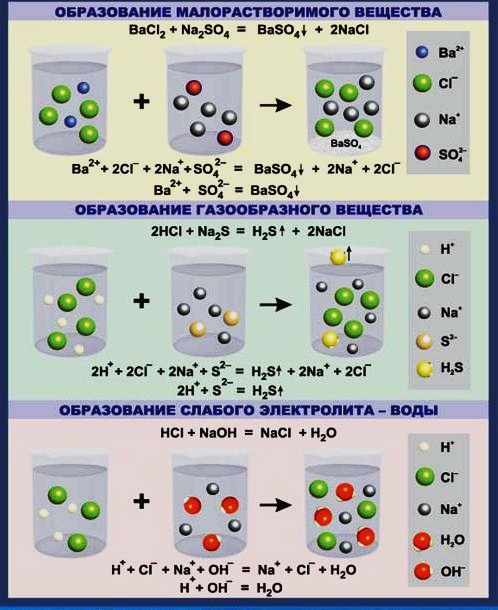 ОБРАЗОВАНИЕ МАЛОРАСТВОРИМОГО ВЕЩЕСТВА
BaCl₂ + Na₂SO₄ = BaSO₄↓ + 2NaCl
Ba²⁺
Cl⁻
Na⁺
SO₄²⁻
BaSO₄
Ba²⁺ + 2Cl⁻ + 2Na⁺ + SO₄²⁻ = BaSO₄↓ + 2Na⁺ + 2Cl⁻
Ba²⁺ + SO₄²⁻ = BaSO₄↓
ОБРАЗОВАНИЕ ГАЗООБРАЗНОГО ВЕЩЕСТВА
2HCl + Na₂S = H₂S↑ + 2NaCl
H⁺
Cl⁻
Na⁺
S²⁻
H₂S
2H⁺ + 2Cl⁻ + 2Na⁺ + S²⁻ = H₂S↑ + 2Na⁺ + 2Cl⁻
2H⁺ + S²⁻ = H₂S↑
ОБРАЗОВАНИЕ СЛАБОГО ЭЛЕКТРОЛИТА – ВОДЫ
HCl + NaOH = NaCl + H₂O
H⁺
Cl⁻
Na⁺
H₂O
OH⁻
H⁺ + Cl⁻ + Na⁺ + OH⁻ = Na⁺ + Cl⁻ + H₂O
H⁺ + OH⁻ = H₂O